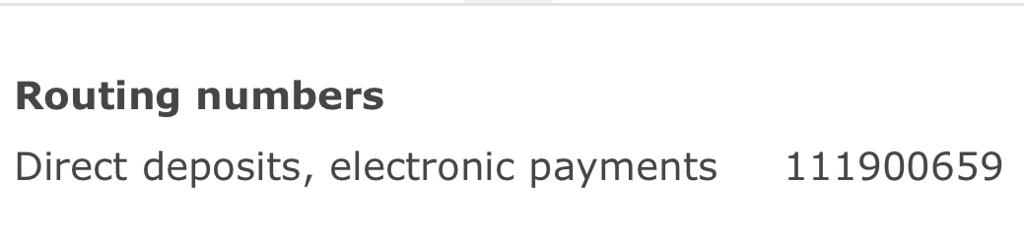 Routing numbers
Direct deposits, electronic payments 111900659